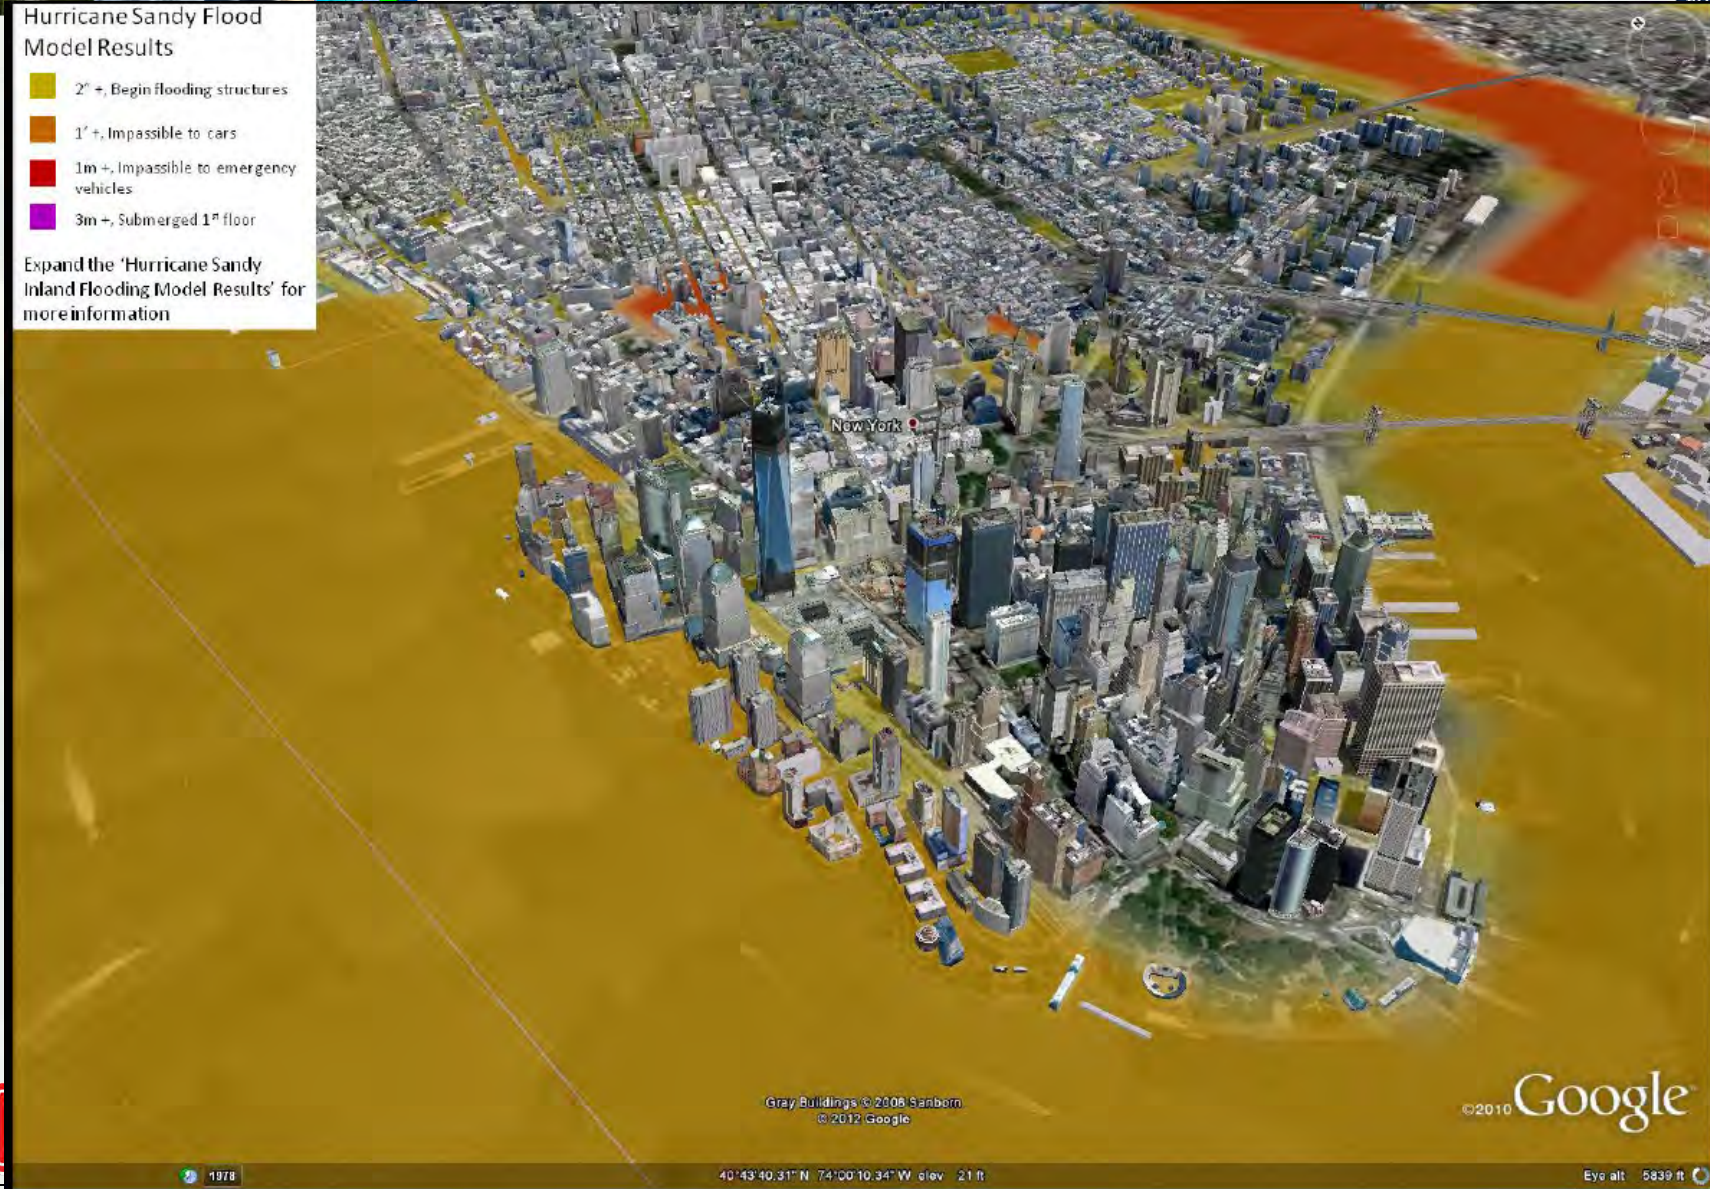 Hurricane Sandy Flood
Model Results
2" +, Begin flooding structures
1' +, Impassible to cars
1m +, Impassible to emergency
vehicles
3m +, Submerged 1st floor
Expand the 'Hurricane Sandy
Inland Flooding Model Results' for
more information
New York
Gray Buildings © 2008 Sanborn
© 2012 Google
©2010 Google
1978
40°43'40.31" N 74°00'10.34" W elev 21 ft
Eye alt 5839 ft